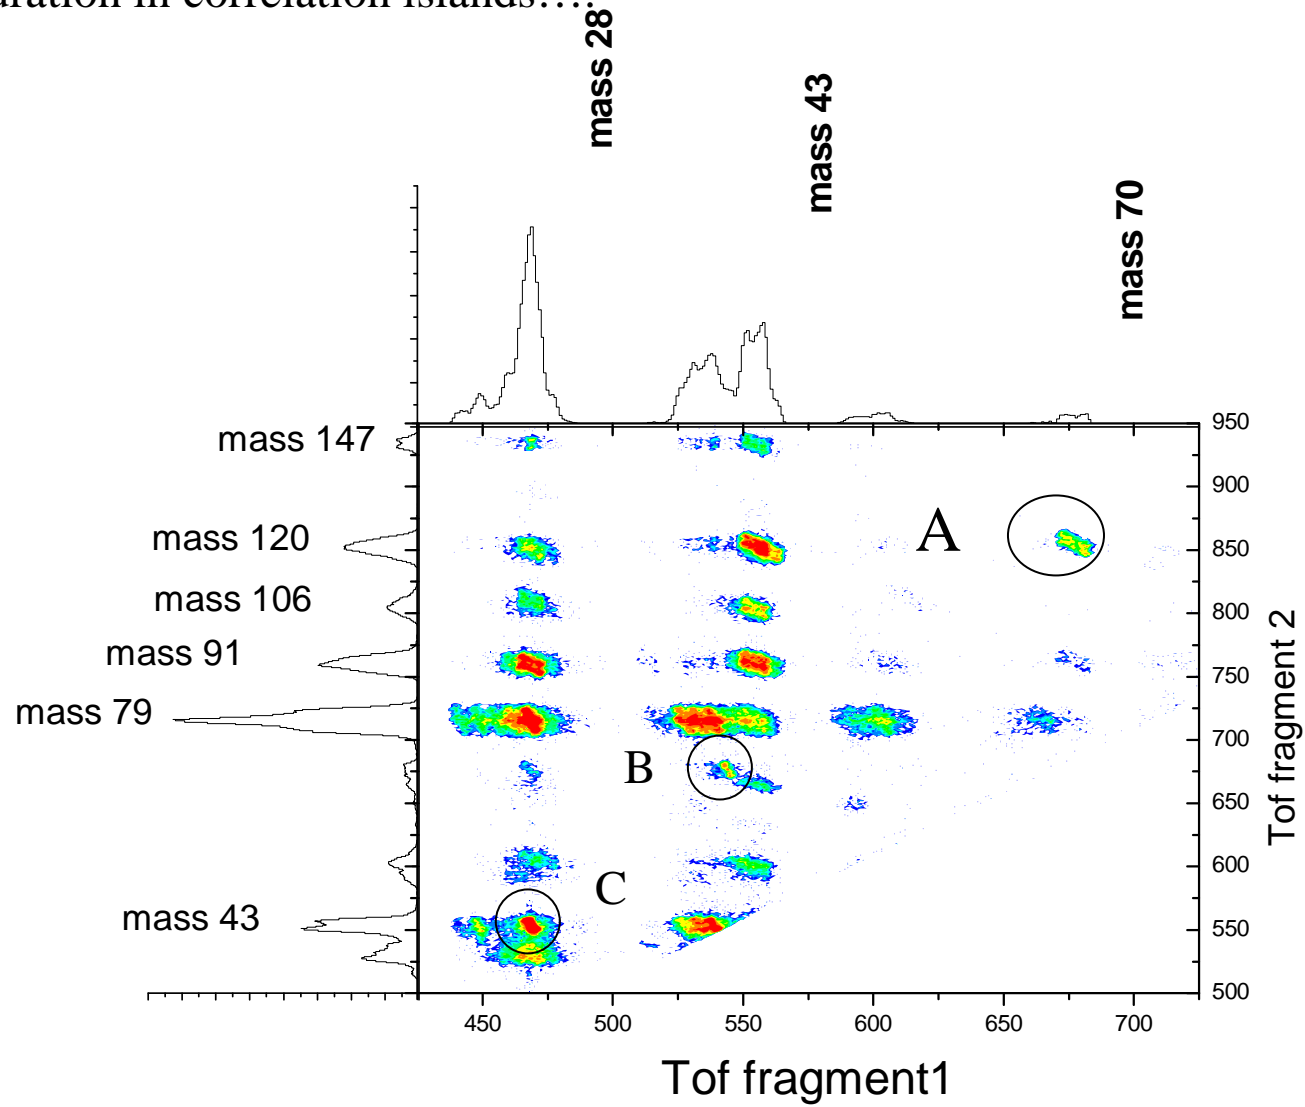 correlation islands….
mass 28
mass 43
mass 70
mass 147
mass 120
mass 106
mass 91
mass 79
mass 43
A
B
C
950
900
850
800
750
700
650
600
550
500
Tof fragment 2
450 500 550 600 650 700
Tof fragment1